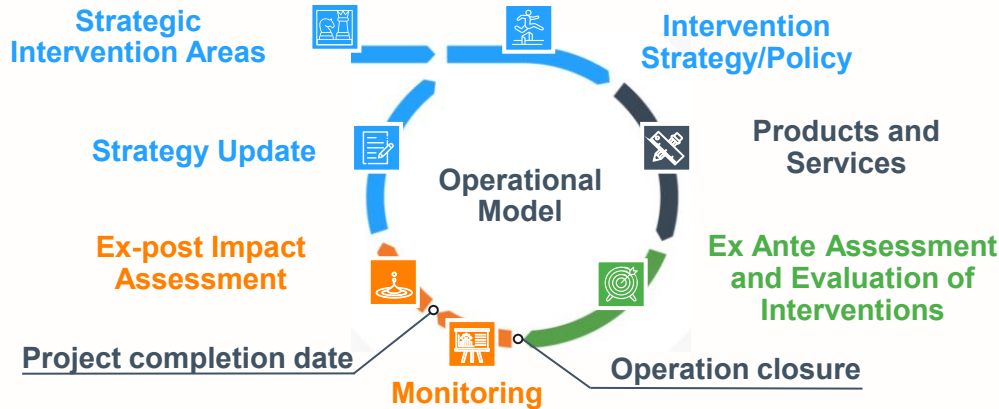 Strategic
Intervention Areas
Intervention
Strategy/Policy
Strategy Update
Products and
Services
Operational
Model
Ex-post Impact
Assessment
Ex Ante Assessment
and Evaluation of
Interventions
Project completion date
Operation closure
Monitoring